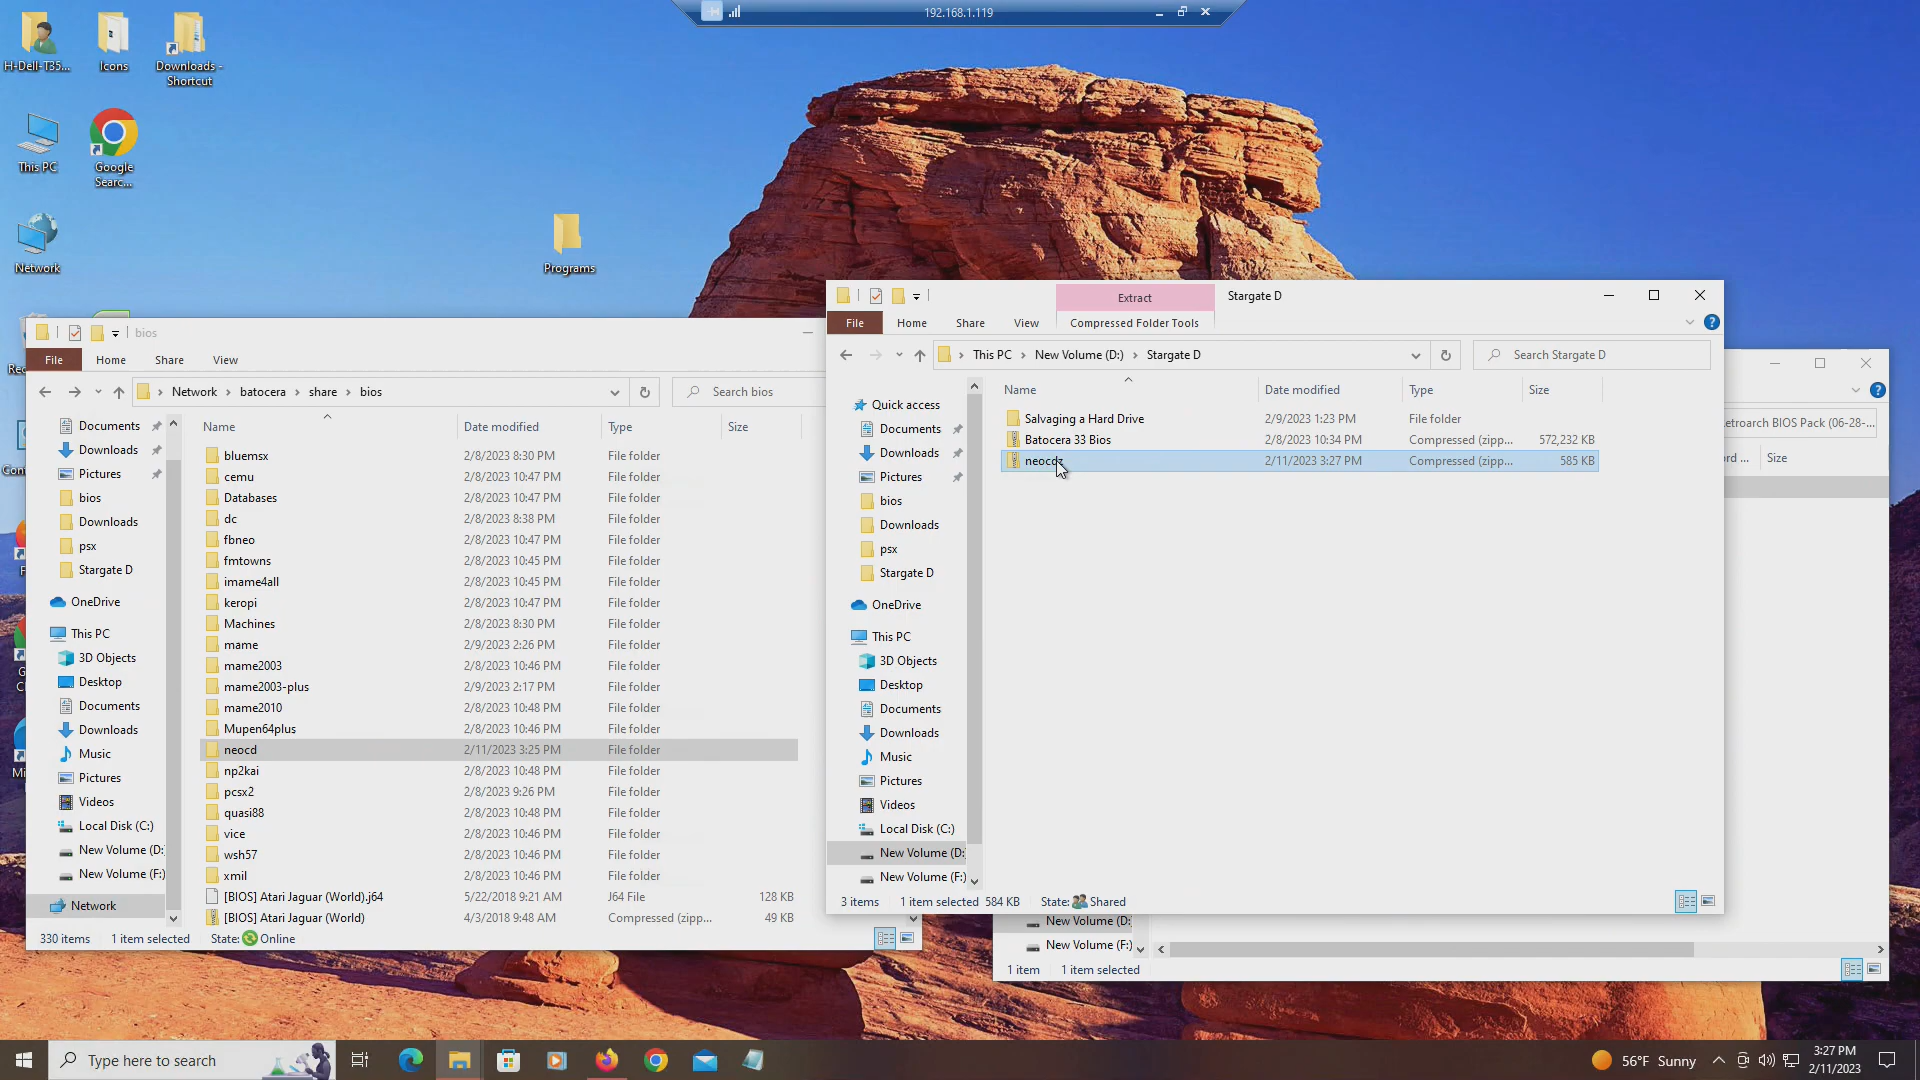 192.168.1.119
H-Dell-T35...
Icons
Downloads -
Shortcut
This PC
Google
Searc...
Network
Programs
bios
File
Home
Share
View
Network
batocera
share
bios
Search bios
Documents
Downloads
Pictures
bios
Downloads
psx
Stargate D
OneDrive
This PC
3D Objects
Desktop
Documents
Downloads
Music
Pictures
Videos
Local Disk (C:)
New Volume (D:
New Volume (F:)
Network
Name Date modified Type Size
bluemsx 2/8/2023 8:30 PM File folder
cemu 2/8/2023 10:47 PM File folder
Databases 2/8/2023 10:47 PM File folder
dc 2/8/2023 8:38 PM File folder
fbneo 2/8/2023 10:47 PM File folder
fmtowns 2/8/2023 10:45 PM File folder
imame4all 2/8/2023 10:45 PM File folder
keropi 2/8/2023 10:47 PM File folder
Machines 2/8/2023 8:30 PM File folder
mame 2/9/2023 2:26 PM File folder
mame2003 2/8/2023 10:46 PM File folder
mame2003-plus 2/9/2023 2:17 PM File folder
mame2010 2/8/2023 10:48 PM File folder
Mupen64plus 2/8/2023 10:46 PM File folder
neocd 2/11/2023 3:25 PM File folder
np2kai 2/8/2023 10:48 PM File folder
pcsx2 2/8/2023 9:26 PM File folder
quasi88 2/8/2023 10:48 PM File folder
vice 2/8/2023 10:46 PM File folder
wsh57 2/8/2023 10:46 PM File folder
xmil 2/8/2023 10:46 PM File folder
[BIOS] Atari Jaguar (World).j64 5/22/2018 9:21 AM J64 File 128 KB
[BIOS] Atari Jaguar (World) 4/3/2018 9:48 AM Compressed (zipp... 49 KB
330 items 1 item selected State: Online
Extract
Stargate D
File
Home
Share
View
Compressed Folder Tools
This PC
New Volume (D:)
Stargate D
Search Stargate D
Quick access
Documents
Downloads
Pictures
bios
Downloads
psx
Stargate D
OneDrive
This PC
3D Objects
Desktop
Documents
Downloads
Music
Pictures
Videos
Local Disk (C:)
New Volume (D:
New Volume (F:)
Name Date modified Type Size
Salvaging a Hard Drive 2/9/2023 1:23 PM File folder
Batocera 33 Bios 2/8/2023 10:34 PM Compressed (zipp... 572,232 KB
2/11/2023 3:27 PM Compressed (zipp... 585 KB
3 items 1 item selected 584 KB State: Shared
etroarch BIOS Pack (06-28-...
ord ... Size
New Volume (D:
New Volume (F:)
1 item 1 item selected
Type here to search
56°F Sunny
3:27 PM
2/11/2023